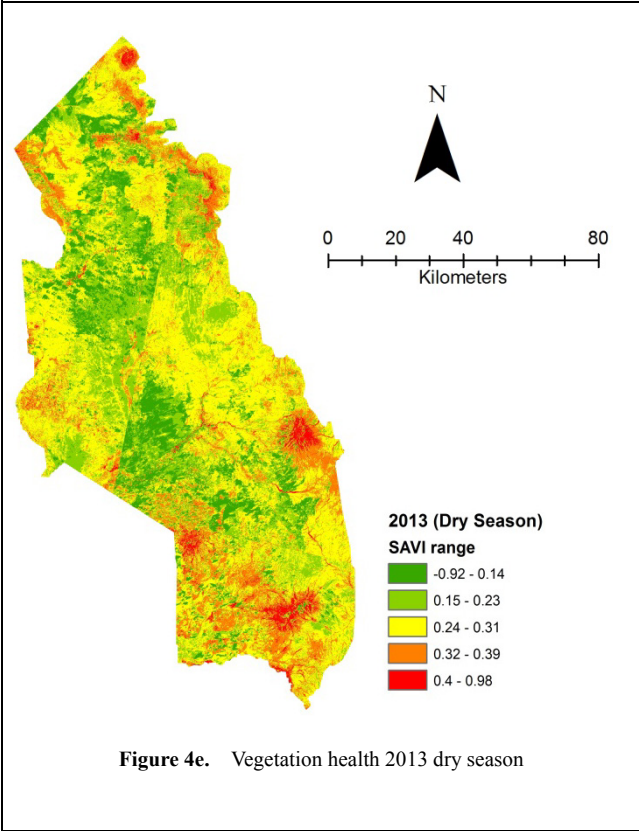 N
0 20 40 80
Kilometers
2013 (Dry Season)
SAVI range
-0.92 - 0.14
0.15 - 0.23
0.24 - 0.31
0.32 - 0.39
0.4 - 0.98
Figure 4e. Vegetation health 2013 dry season